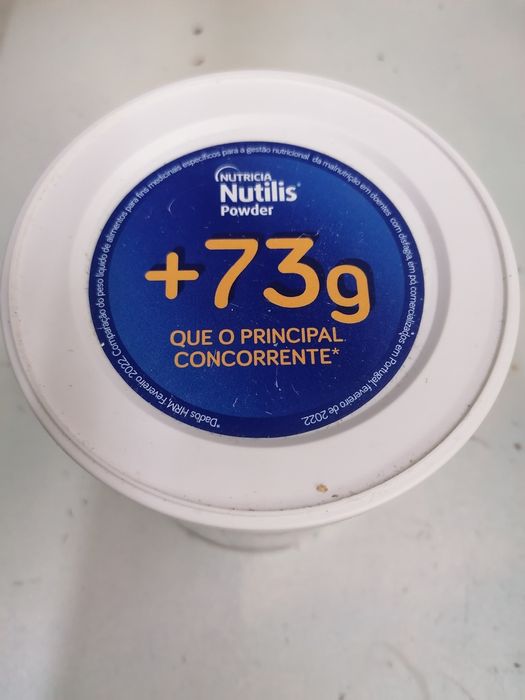 NUTRICIA
Nutilis®
Powder
+73g
QUE O PRINCIPAL
CONCORRENTE*
*Dados HRM, Fevereiro 2022. Comparação do peso líquido de alimentos para fins medicinais específicos para a gestão nutricional da malnutrição em doentes com disfagia, em pó, comercializados em Portugal, fevereiro de 2022.